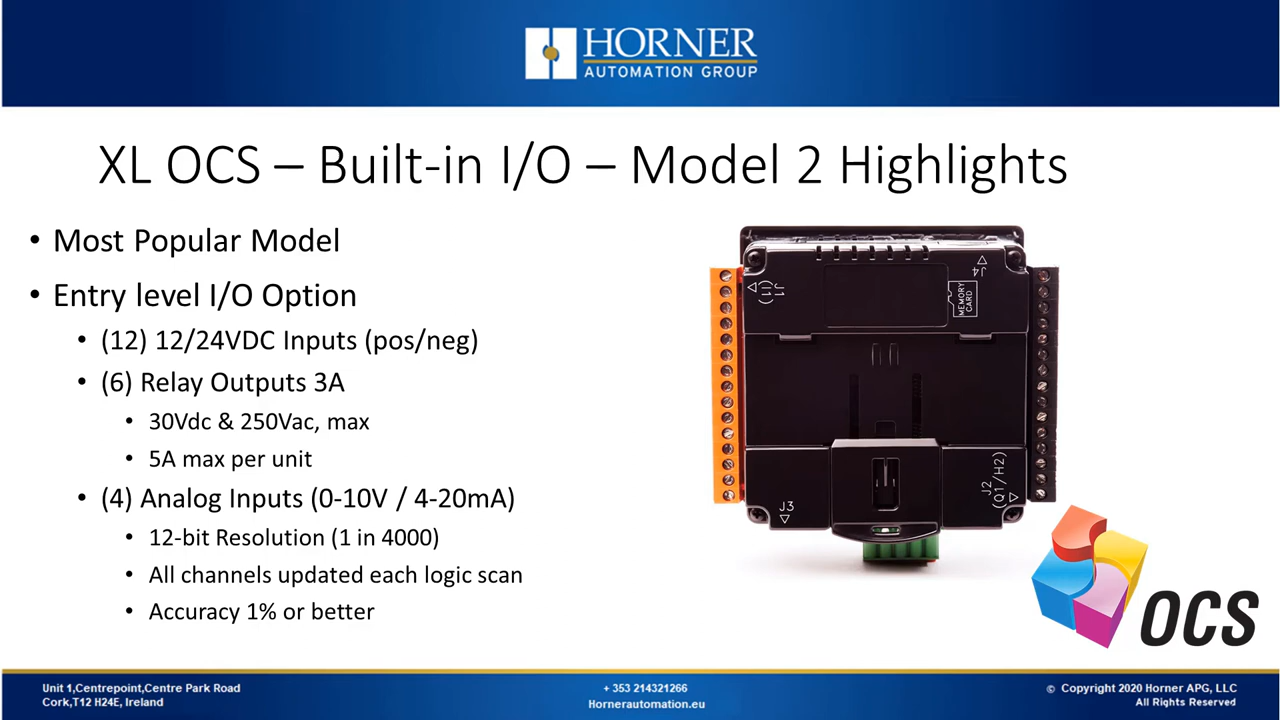 HORNER
AUTOMATION GROUP
XL OCS – Built-in I/O – Model 2 Highlights
• Most Popular Model
• Entry level I/O Option
• (12) 12/24VDC Inputs (pos/neg)
• (6) Relay Outputs 3A
• 30Vdc & 250Vac, max
• 5A max per unit
• (4) Analog Inputs (0-10V / 4-20mA)
• 12-bit Resolution (1 in 4000)
• All channels updated each logic scan
• Accuracy 1% or better
J1
(I1)
J4
MEMORY
CARD
J3
J2
(Q1/H2)
OCS
Unit 1,Centrepoint,Centre Park Road
Cork,T12 H24E, Ireland
+ 353 214321266
Hornerautomation.eu
© Copyright 2020 Horner APG, LLC
All Rights Reserved